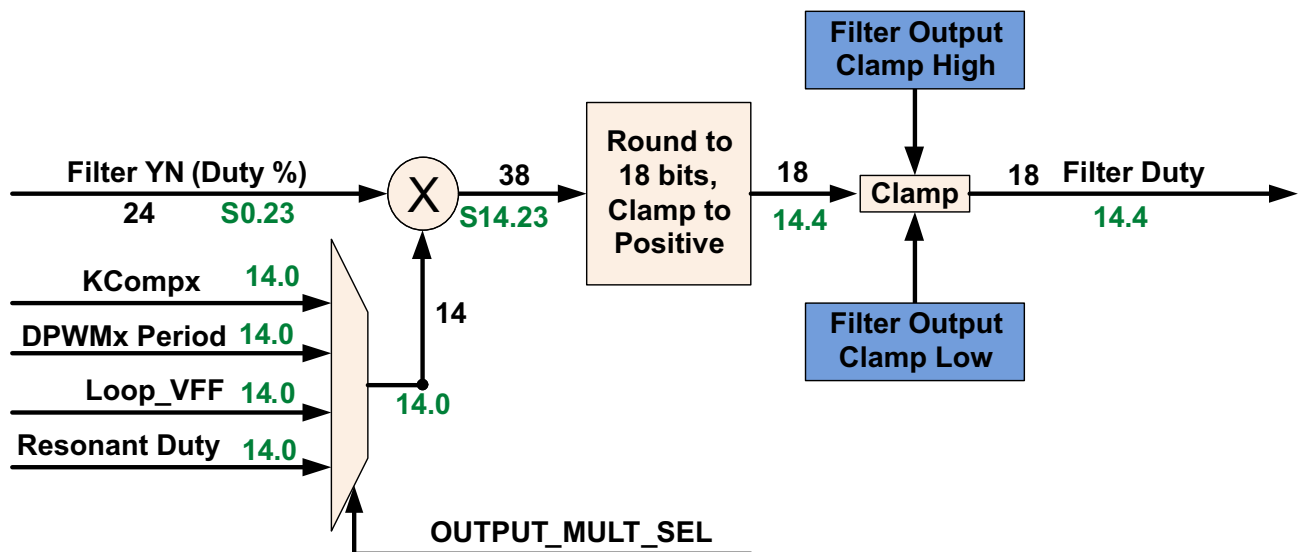 Filter Output
Clamp High
Filter YN (Duty %)
24
S0.23
X
38
S14.23
Round to
18 bits,
Clamp to
Positive
18
14.4
Clamp
18
Filter Duty
14.4
KCompx
14.0
DPWMx Period
14.0
Loop_VFF
14.0
Resonant Duty
14.0
14
14.0
Filter Output
Clamp Low
OUTPUT_MULT_SEL